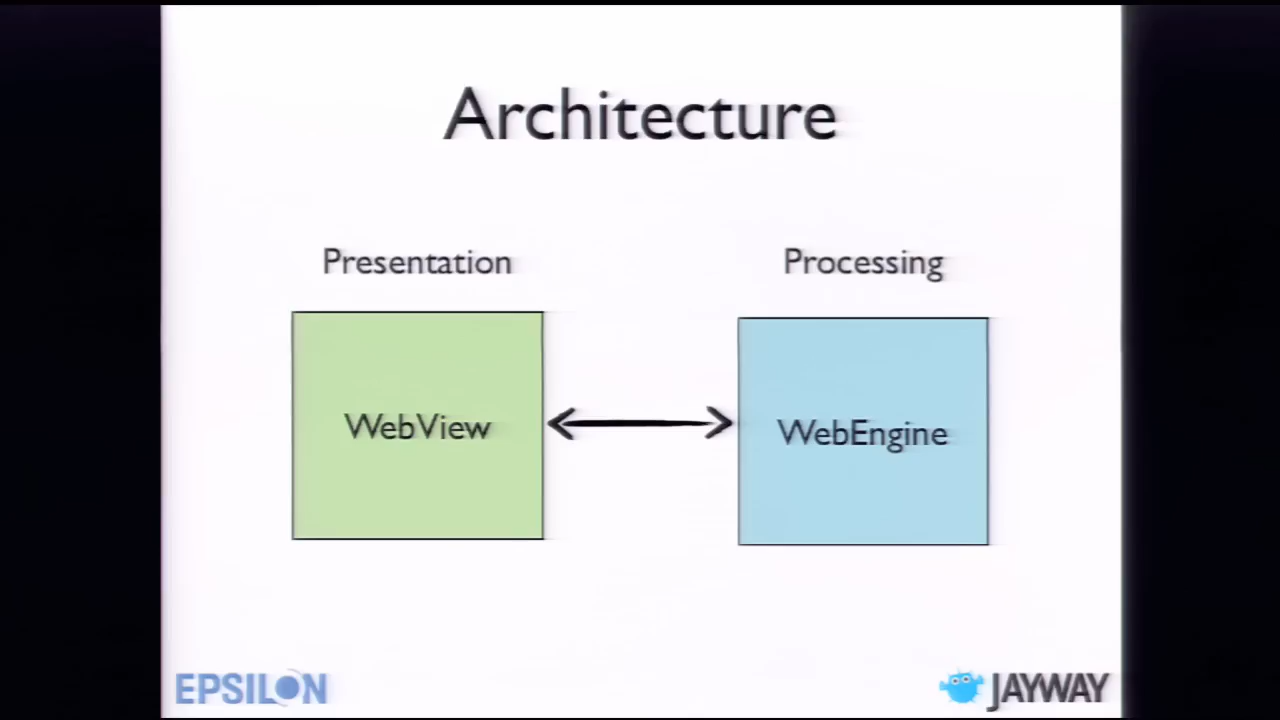 Architecture
Presentation
Processing
WebView
WebEngine
EPSILON
JAYWAY